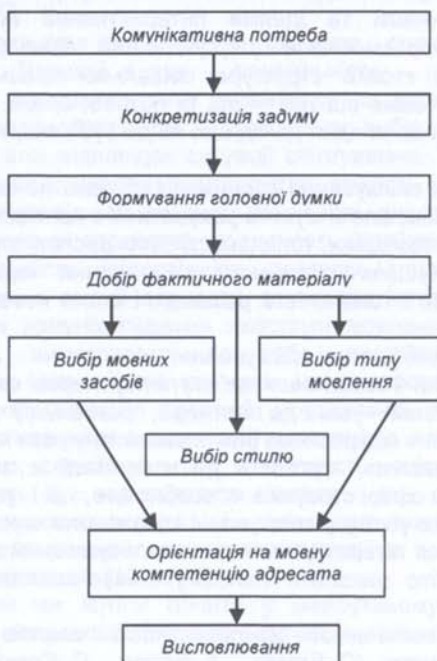 Комунікативна потреба
Конкретизація задуму
Формування головної думки
Добір фактичного матеріалу
Вибір мовних
засобів
Вибір типу
мовлення
Вибір стилю
Орієнтація на мовну
компетенцію адресата
Висловлювання